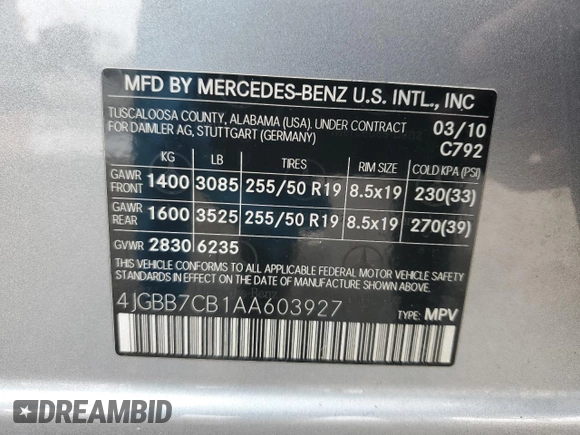 MFD BY MERCEDES-BENZ U.S. INTL., INC
TUSCALOOSA COUNTY, ALABAMA (USA). UNDER CONTRACT 03/10
FOR DAIMLER AG, STUTTGART (GERMANY) C792
KG LB TIRES RIM SIZE COLD KPA (PSI)
GAWR FRONT 1400 3085 255/50 R19 8.5x19 230(33)
GAWR REAR 1600 3525 255/50 R19 8.5x19 270(39)
GVWR 2830 6235
THIS VEHICLE CONFORMS TO ALL APPLICABLE FEDERAL MOTOR VEHICLE SAFETY
STANDARDS IN EFFECT ON THE DATE OF MANUFACTURE SHOWN ABOVE.
4JGBB7CB1AA603927 TYPE: MPV
DREAMBID